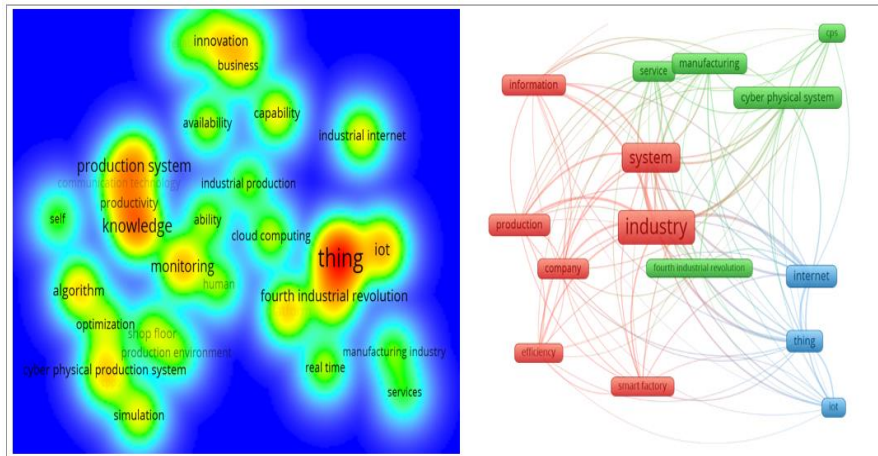 innovation
business
availability
capability
industrial internet
production system
communication technology
productivity
knowledge
industrial production
self
ability
cloud computing
thing
iot
monitoring
human
fourth industrial revolution
algorithm
optimization
shop floor
production environment
cyber physical production system
simulation
real time
manufacturing industry
services
cps
manufacturing
service
information
cyber physical system
system
production
industry
company
fourth industrial revolution
internet
thing
efficiency
smart factory
iot